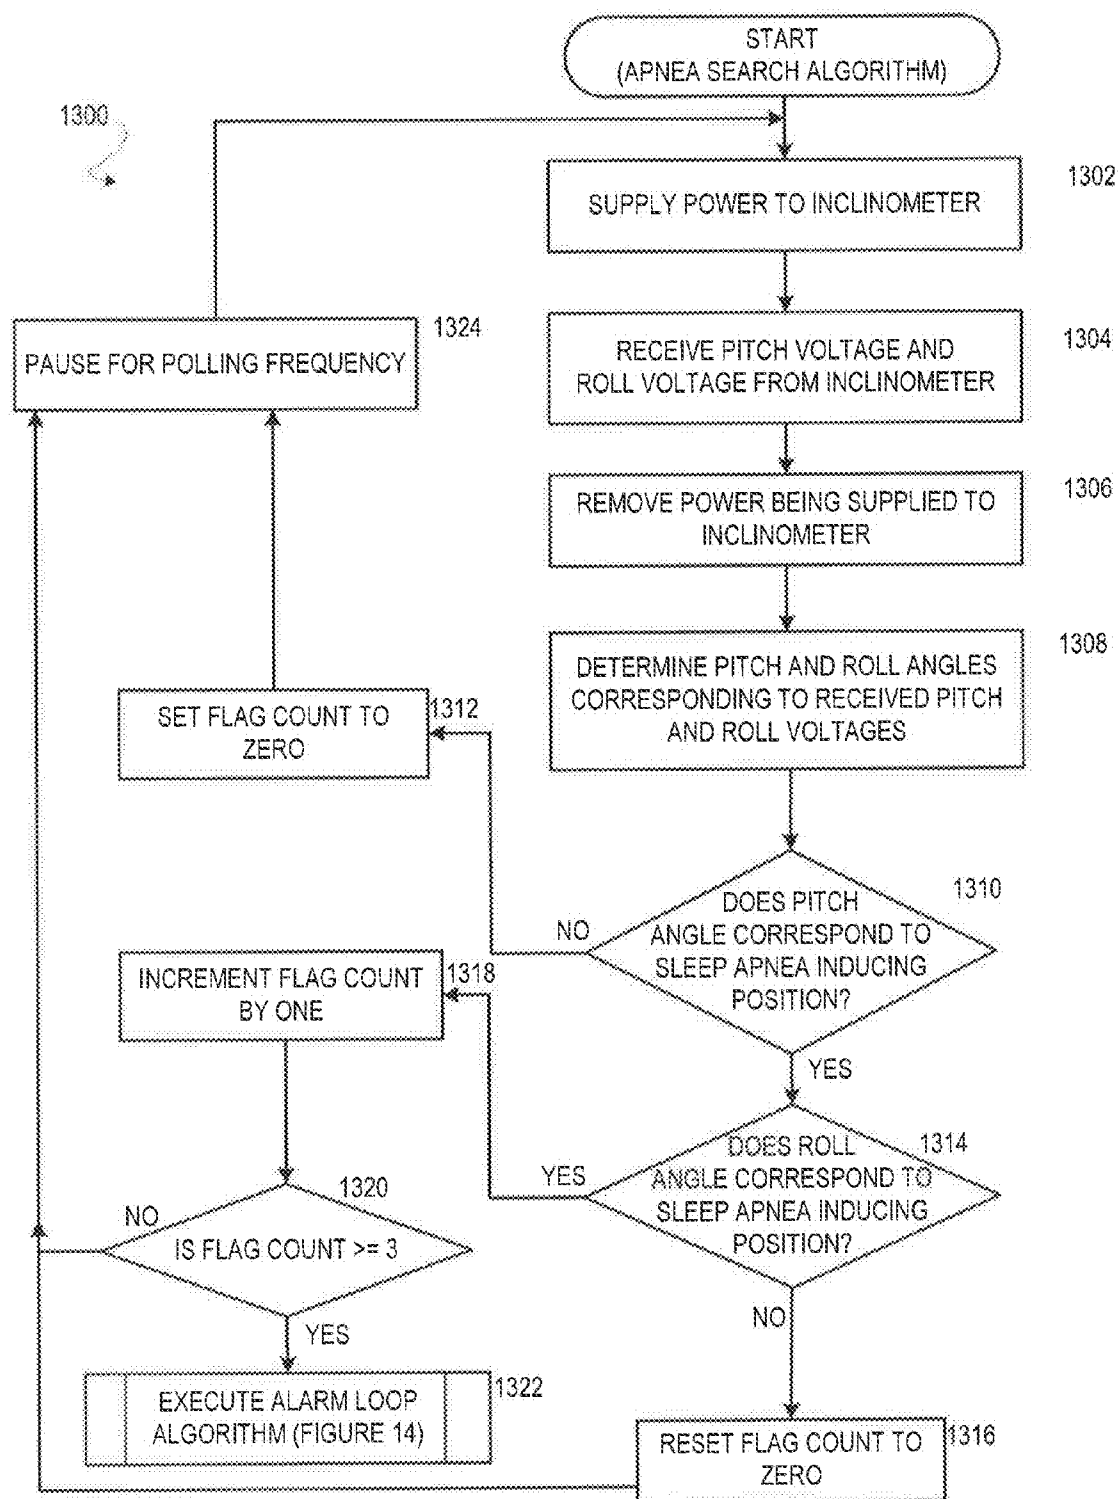 START
(APNEA SEARCH ALGORITHM)
1300
1302
SUPPLY POWER TO INCLINOMETER
1324
PAUSE FOR POLLING FREQUENCY
1304
RECEIVE PITCH VOLTAGE AND
ROLL VOLTAGE FROM INCLINOMETER
1306
REMOVE POWER BEING SUPPLIED TO
INCLINOMETER
1308
DETERMINE PITCH AND ROLL ANGLES
CORRESPONDING TO RECEIVED PITCH
AND ROLL VOLTAGES
1312
SET FLAG COUNT TO
ZERO
1310
DOES PITCH
ANGLE CORRESPOND TO
SLEEP APNEA INDUCING
POSITION?
NO
YES
1318
INCREMENT FLAG COUNT
BY ONE
1314
DOES ROLL
ANGLE CORRESPOND TO
SLEEP APNEA INDUCING
POSITION?
YES
NO
1320
NO
IS FLAG COUNT >= 3
YES
1322
EXECUTE ALARM LOOP
ALGORITHM (FIGURE 14)
1316
RESET FLAG COUNT TO
ZERO